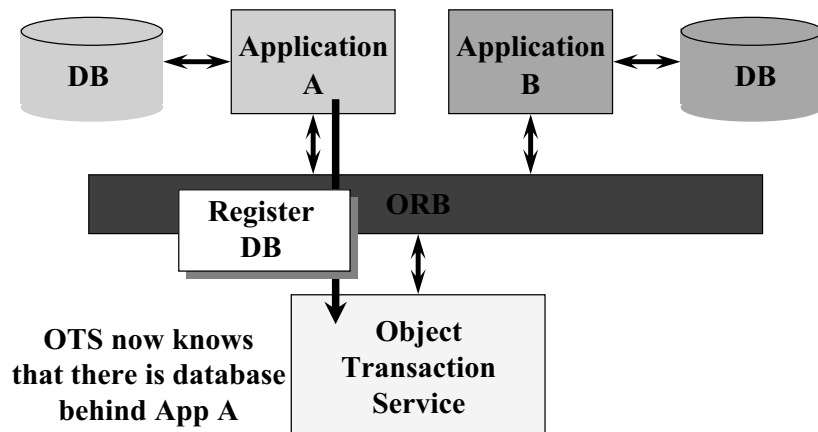 DB
Application
A
Application
B
DB
ORB
Register
DB
Object
Transaction
Service
OTS now knows
that there is database
behind App A